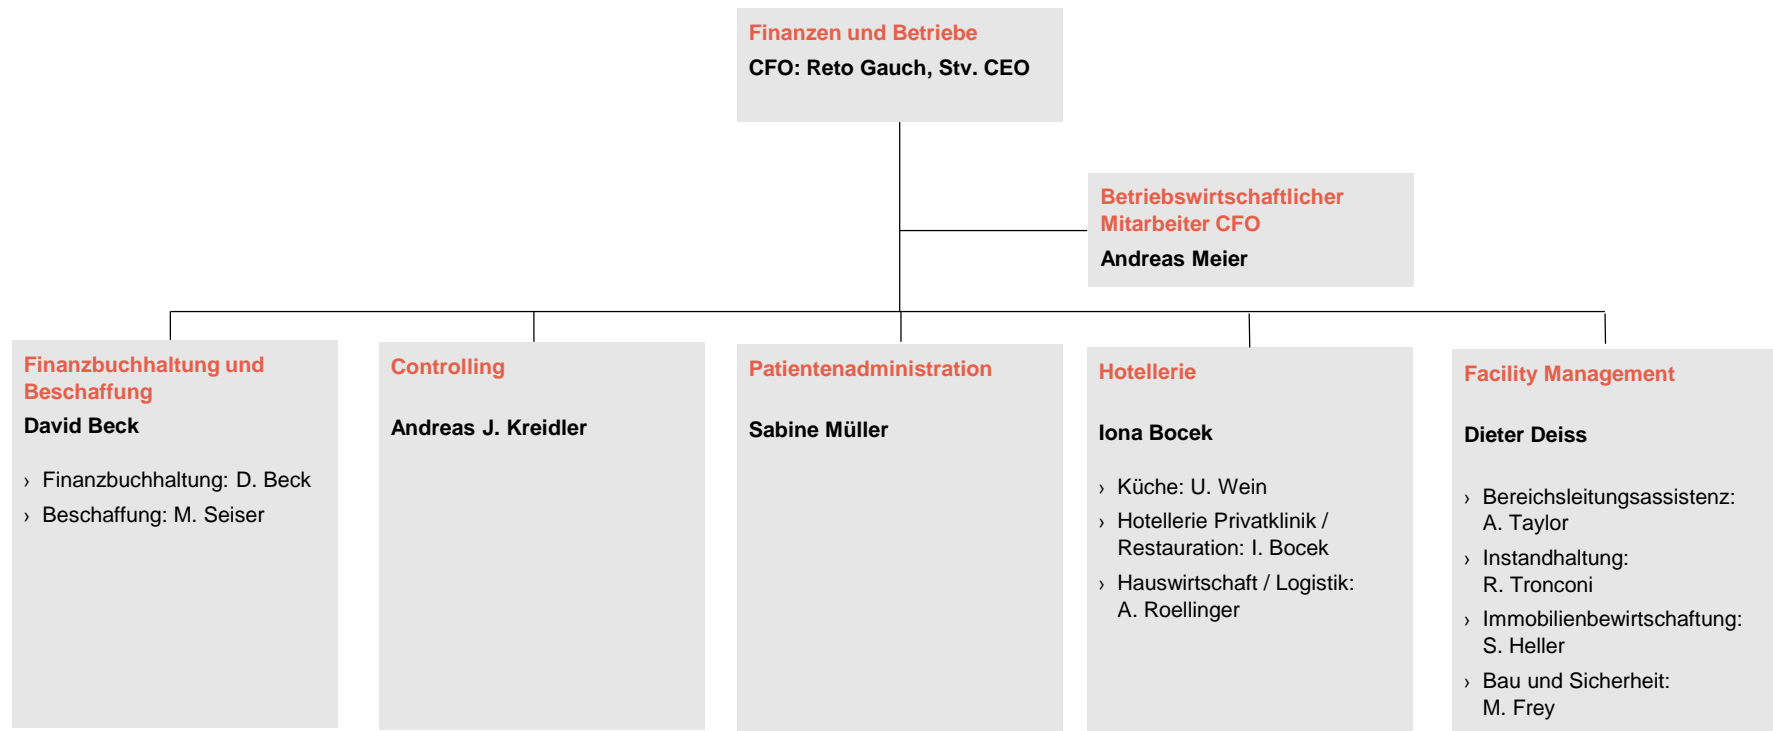 Finanzen und Betriebe
CFO: Reto Gauch, Stv. CEO
Betriebswirtschaftlicher
Mitarbeiter CFO
Andreas Meier
Finanzbuchhaltung und
Beschaffung
David Beck
› Finanzbuchhaltung: D. Beck
› Beschaffung: M. Seiser
Controlling
Andreas J. Kreidler
Patientenadministration
Sabine Müller
Hotellerie
Iona Bocek
› Küche: U. Wein
› Hotellerie Privatklinik /
Restauration: I. Bocek
› Hauswirtschaft / Logistik:
A. Roellinger
Facility Management
Dieter Deiss
› Bereichsleitungsassistenz:
A. Taylor
› Instandhaltung:
R. Tronconi
› Immobilienbewirtschaftung:
S. Heller
› Bau und Sicherheit:
M. Frey